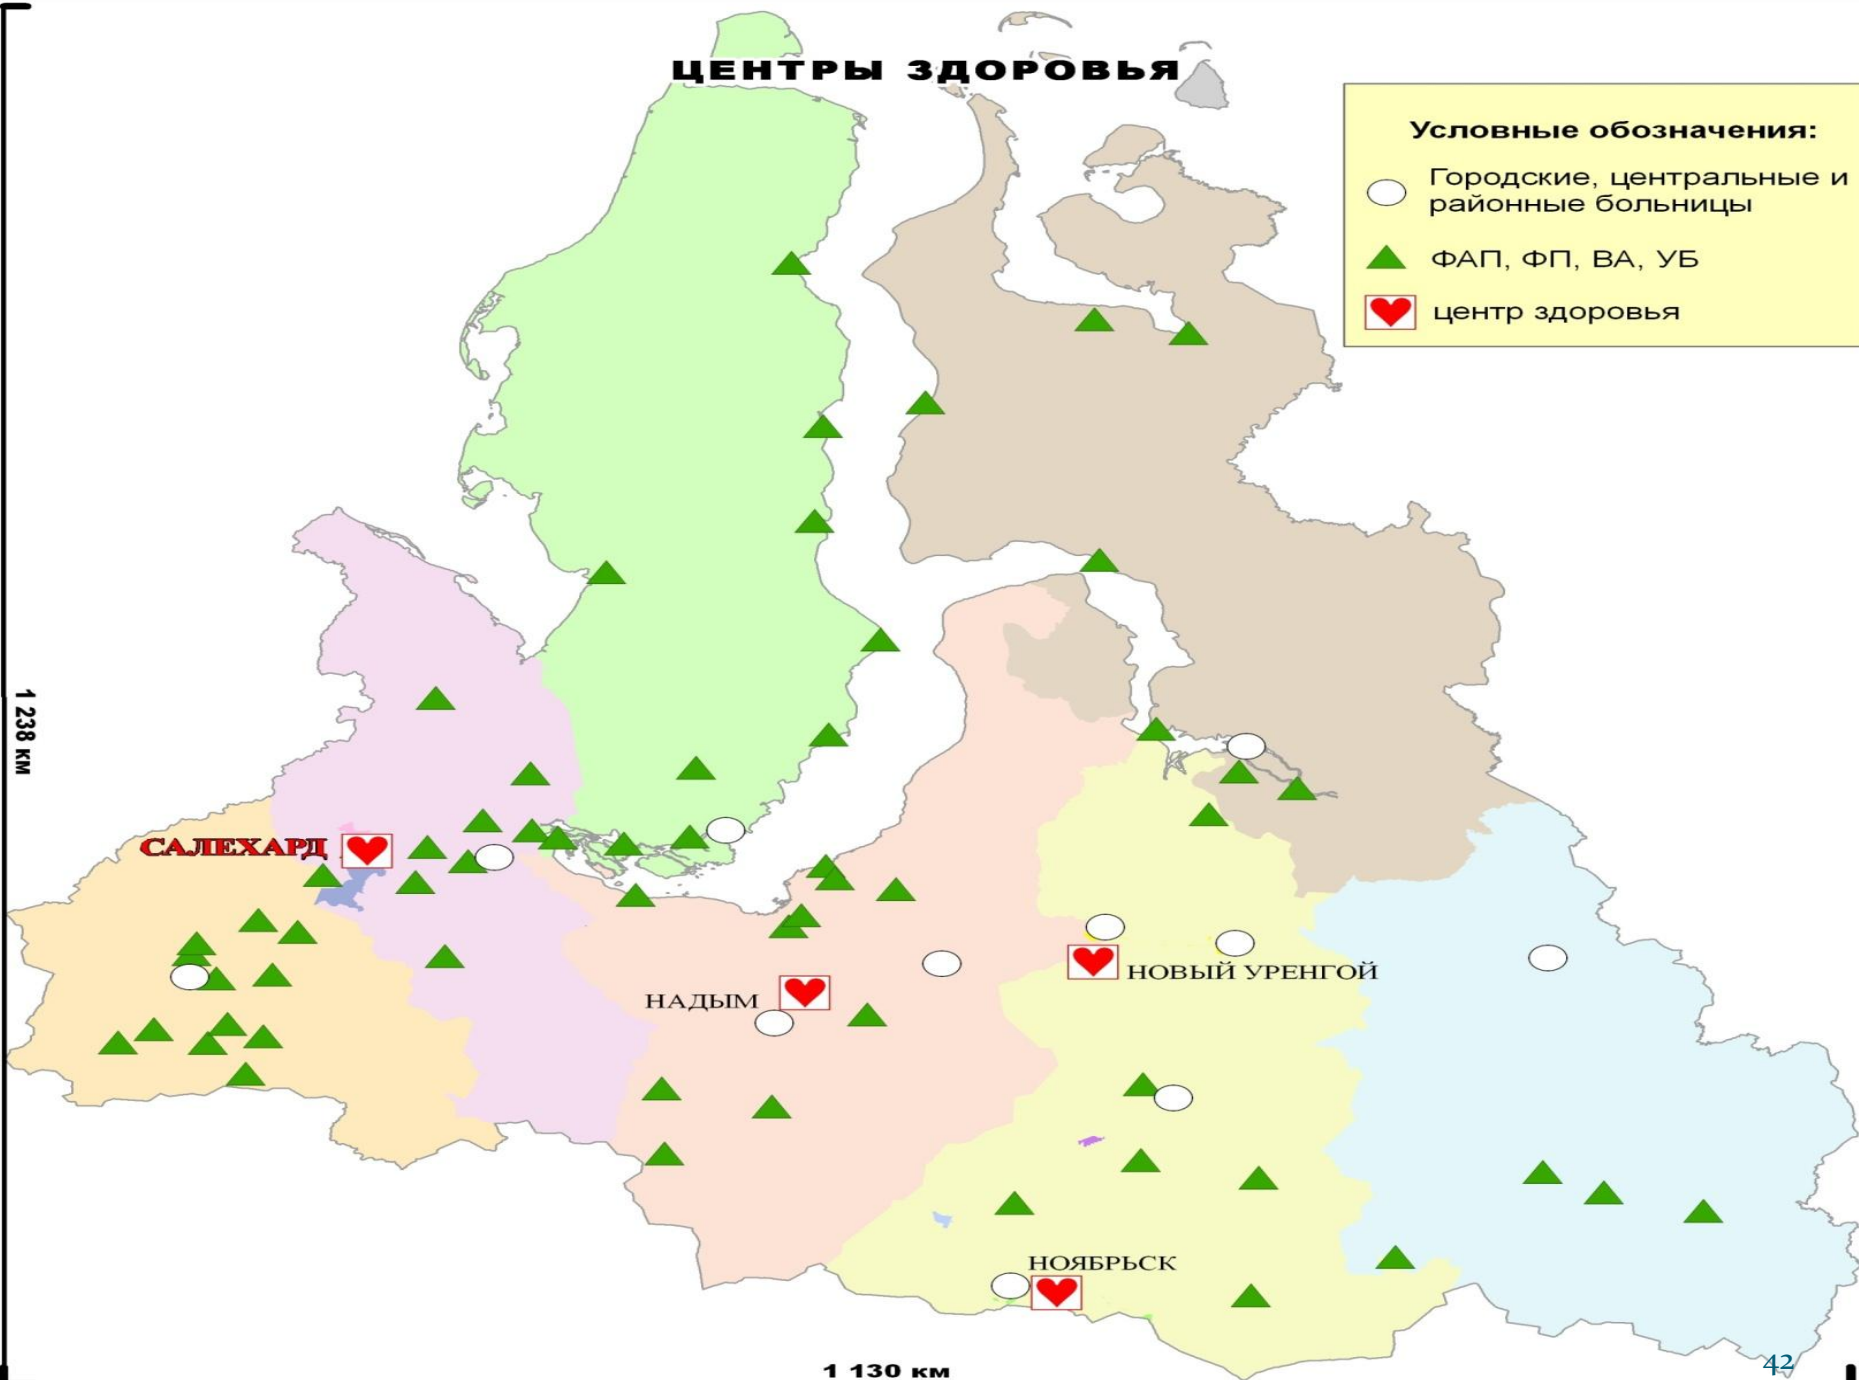 ЦЕНТРЫ ЗДОРОВЬЯ
Условные обозначения:
Городские, центральные и
районные больницы
ФАП, ФП, ВА, УБ
центр здоровья
1 238 км
САЛЕХАРД
НОВЫЙ УРЕНГОЙ
НАДЫМ
НОЯБРЬСК
1 130 км
42